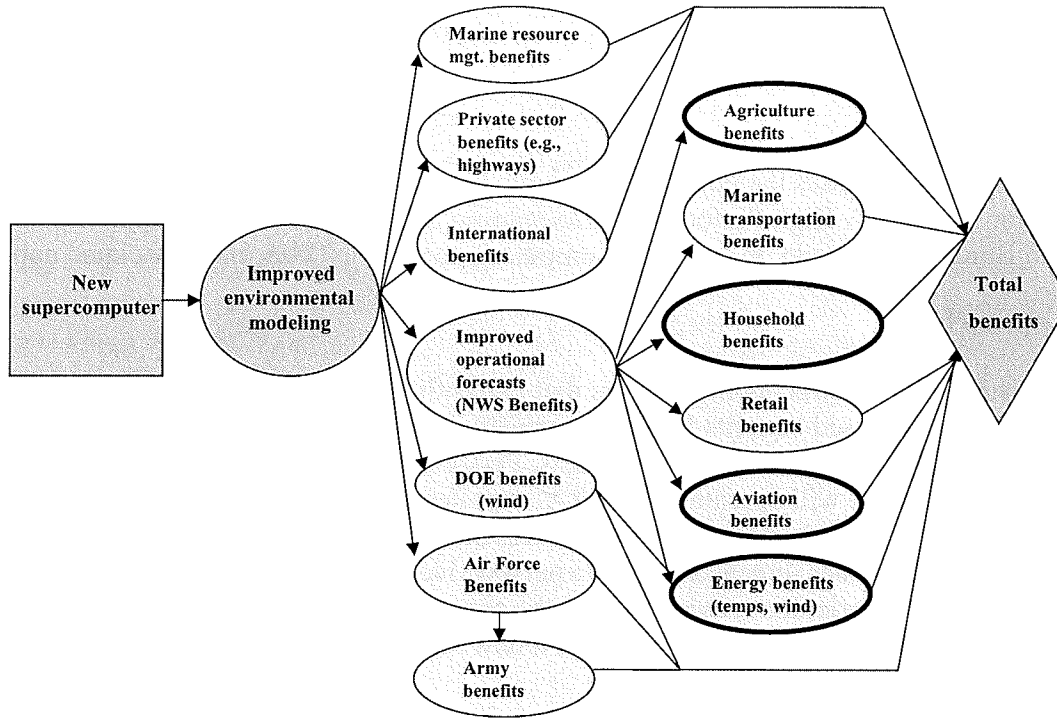 New
supercomputer
Improved
environmental
modeling
Marine resource
mgt. benefits
Private sector
benefits (e.g.,
highways)
International
benefits
Improved
operational
forecasts
(NWS Benefits)
DOE benefits
(wind)
Air Force
Benefits
Army
benefits
Agriculture
benefits
Marine
transportation
benefits
Household
benefits
Retail
benefits
Aviation
benefits
Energy benefits
(temps, wind)
Total
benefits